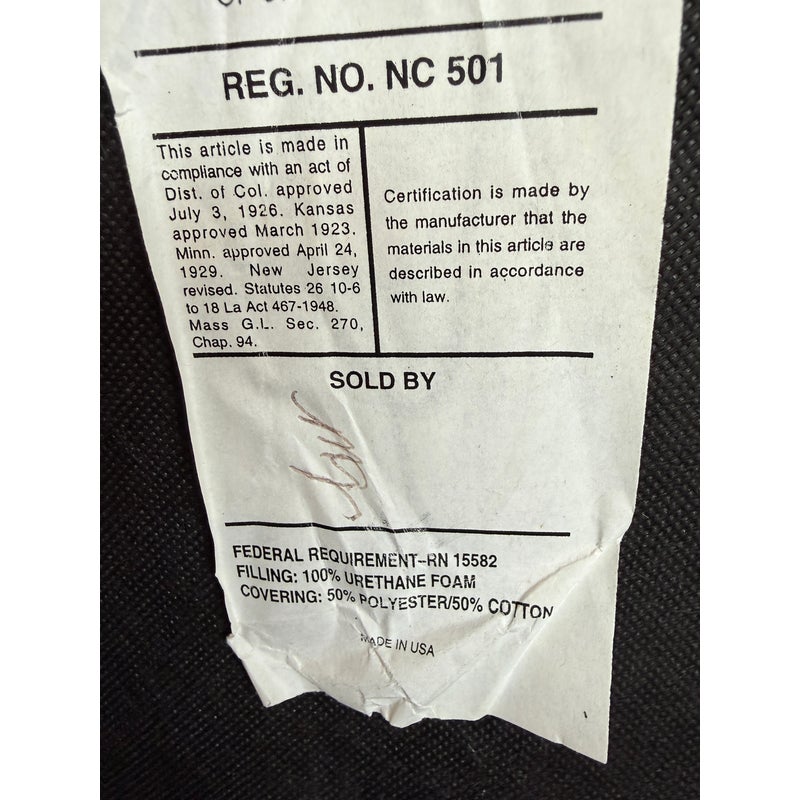 REG. NO. NC 501
This article is made in
compliance with an act of
Dist. of Col. approved
July 3, 1926. Kansas
approved March 1923.
Minn. approved April 24,
1929. New Jersey
revised. Statutes 26 10-6
to 18 La Act 467-1948.
Mass G.L. Sec. 270,
Chap. 94.
Certification is made by
the manufacturer that the
materials in this article are
described in accordance
with law.
SOLD BY
FEDERAL REQUIREMENT--RN 15582
FILLING: 100% URETHANE FOAM
COVERING: 50% POLYESTER/50% COTTON
MADE IN USA